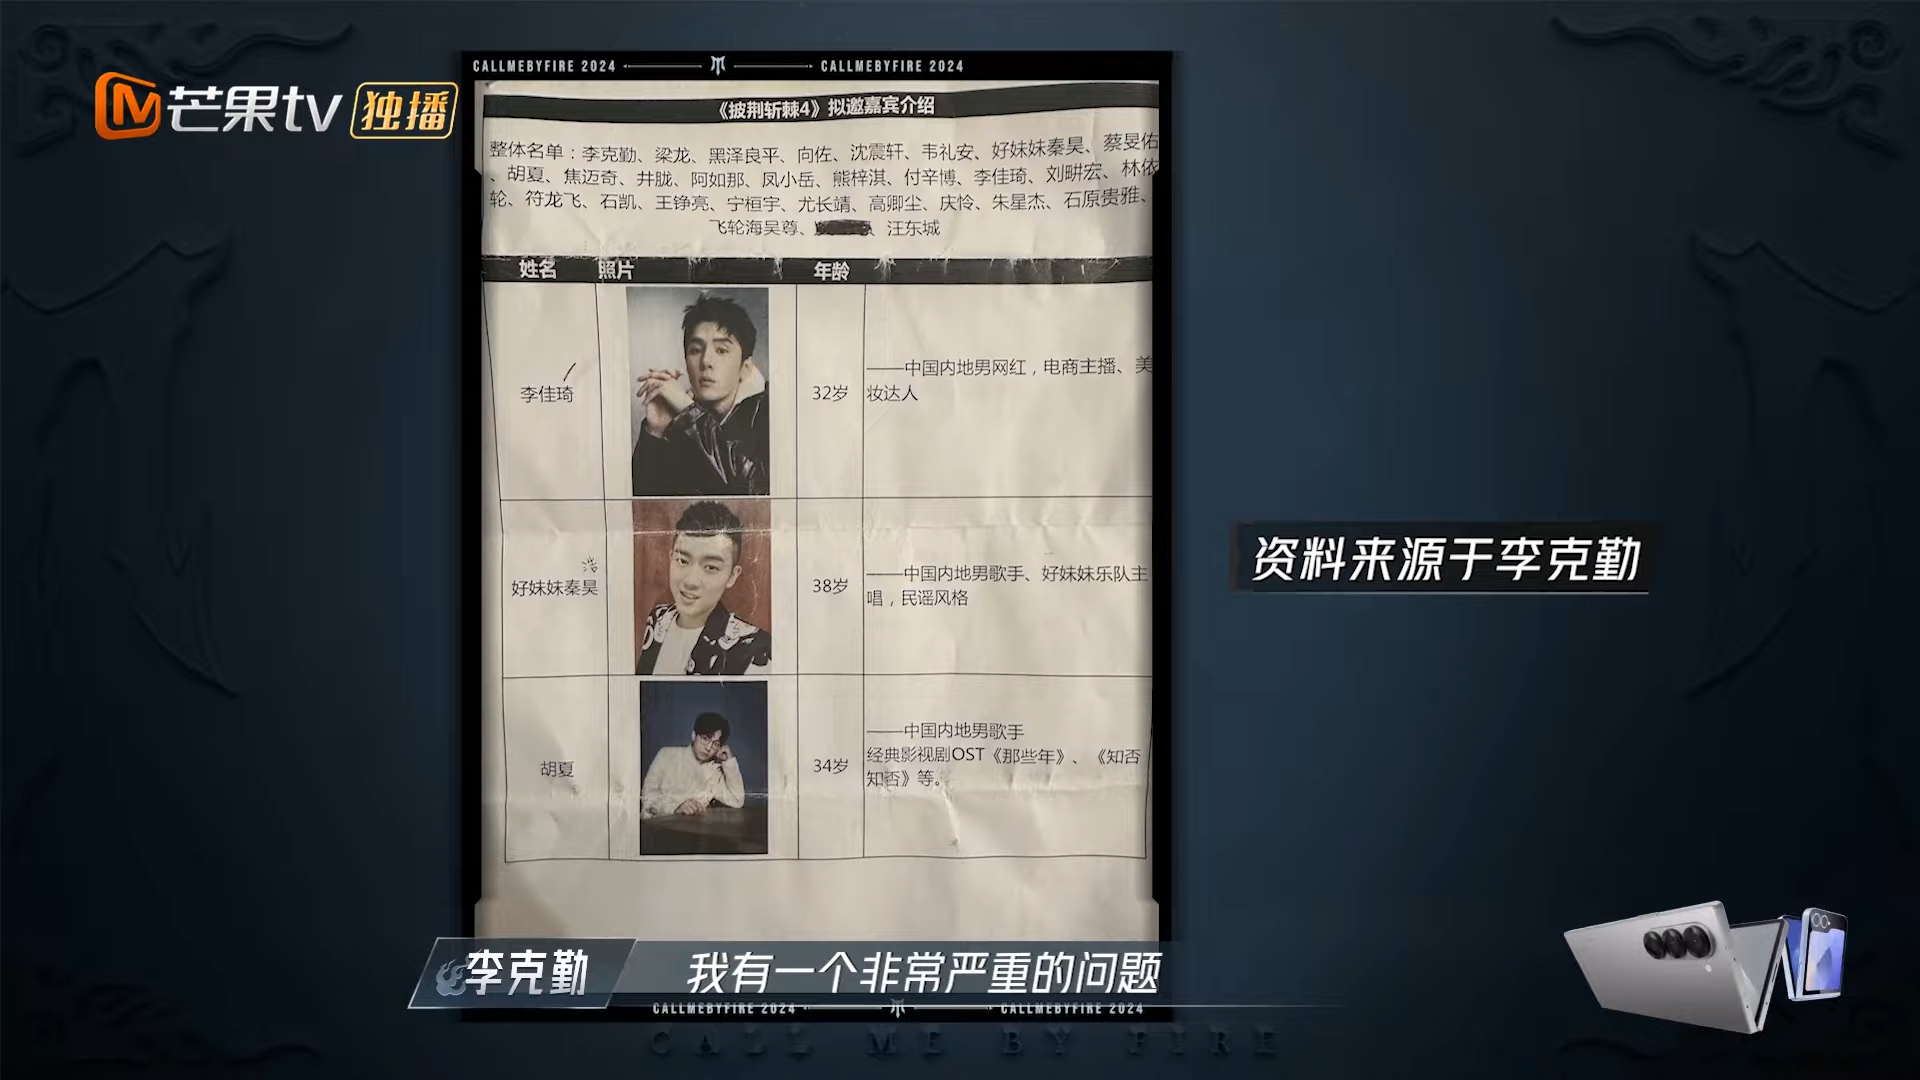 CALLMEBYFIRE 2024 CALLMEBYFIRE 2024
芒果tv 独播
《披荆斩棘4》拟邀嘉宾介绍
整体名单：李克勤、梁龙、黑泽良平、向佐、沈震轩、韦礼安、好妹妹秦昊、蔡旻佑
、胡夏、焦迈奇、井胧、阿如那、凤小岳、熊梓淇、付辛博、李佳琦、刘畊宏、林依
轮、符龙飞、石凯、王铮亮、宁桓宇、尤长靖、高卿尘、庆怜、朱星杰、石原贵雅、
飞轮海吴尊、 汪东城
姓名 照片 年龄
李佳琦 32岁 ——中国内地男网红，电商主播、美
妆达人
浩
好妹妹秦昊 38岁 ——中国内地男歌手、好妹妹乐队主
唱，民谣风格
胡夏 34岁 ——中国内地男歌手
经典影视剧OST《那些年》、《知否
知否》等。
资料来源于李克勤
李克勤 我有一个非常严重的问题
CALLMEBYFIRE 2024 CALLMEBYFIRE 2024
CALL ME BY FIRE